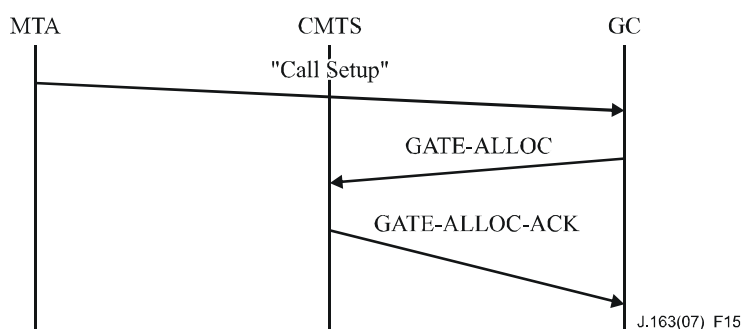 MTA CMTS GC
"Call Setup"
GATE-ALLOC
GATE-ALLOC-ACK
J.163(07)_F15